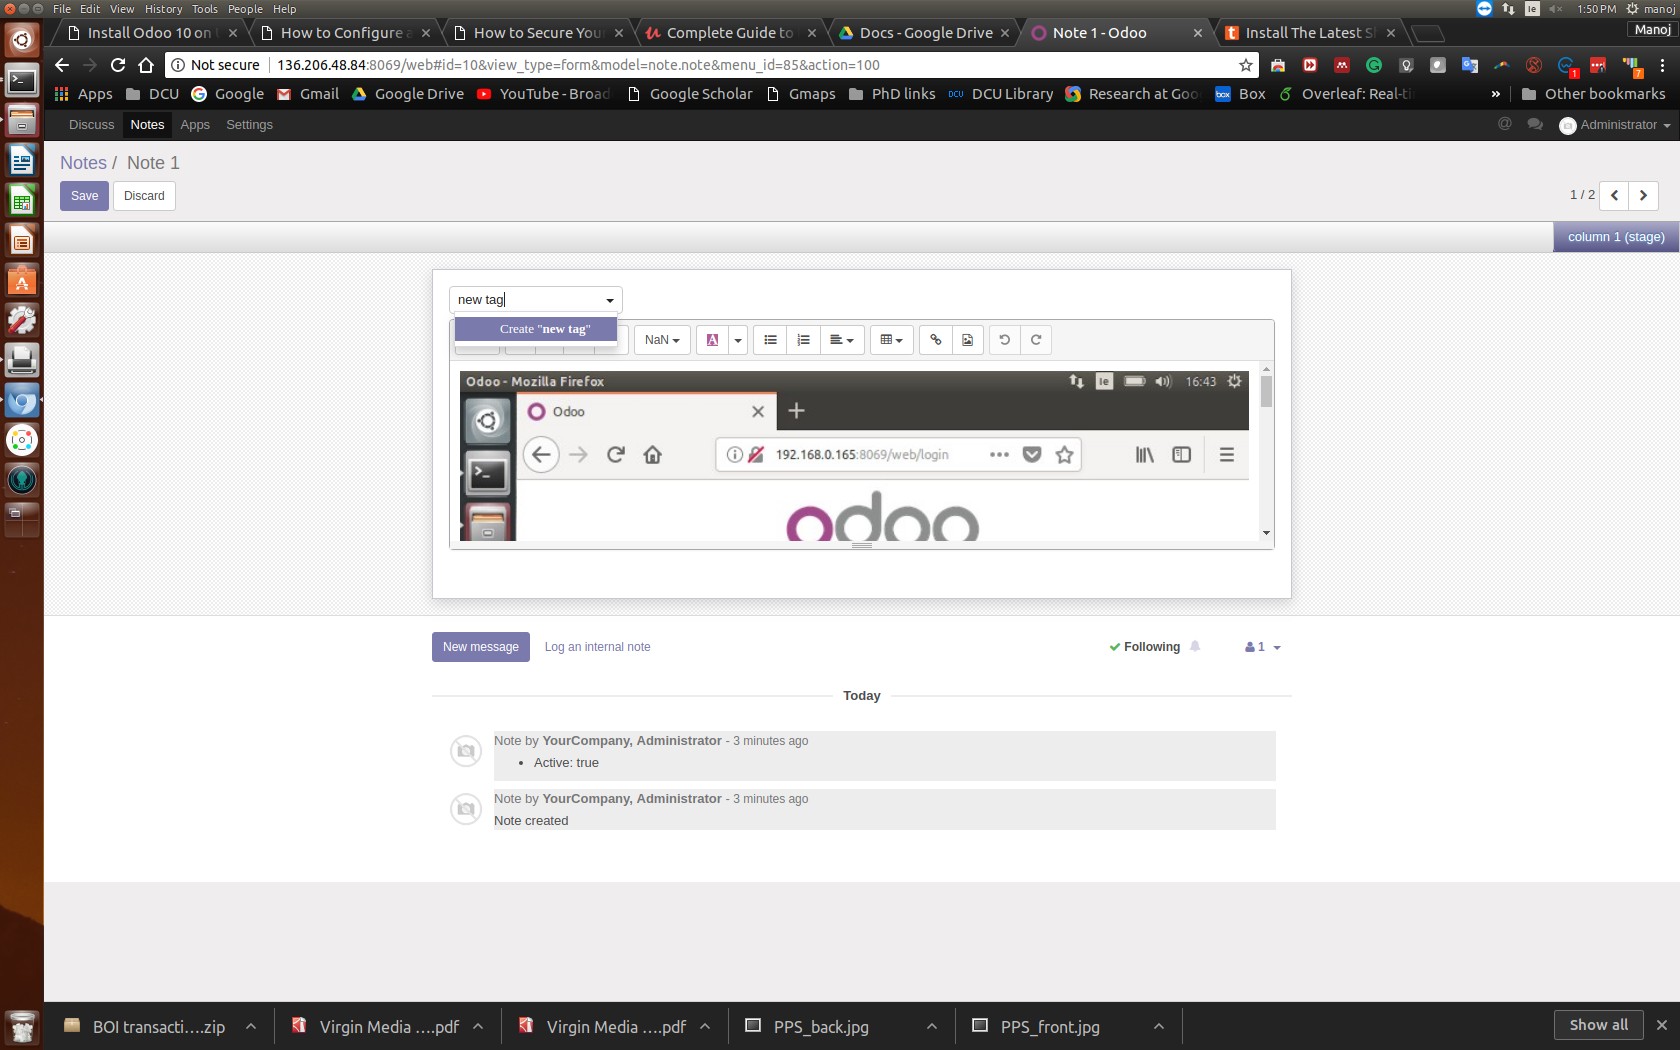 File Edit View History Tools People Help
1:50 PM manoj
Install Odoo 10 on
How to Configure a
How to Secure You
Complete Guide to
Docs - Google Drive
Note 1 - Odoo
Install The Latest S
Manoj
Not secure 136.206.48.84:8069/web#id=10&view_type=form&model=note.note&menu_id=85&action=100
Apps DCU Google Gmail Google Drive YouTube - Broad Google Scholar Gmaps PhD links DCU Library Research at Goo Box Overleaf: Real-ti » Other bookmarks
Discuss Notes Apps Settings
@ Administrator
Notes / Note 1
Save Discard
1 / 2
column 1 (stage)
new tag
Create "new tag"
NaN
Odoo - Mozilla Firefox
Ie 16:43
Odoo
192.168.0.165:8069/web/login
odoo
New message Log an internal note
Following 1
Today
Note by YourCompany, Administrator - 3 minutes ago
• Active: true
Note by YourCompany, Administrator - 3 minutes ago
Note created
BOI transacti....zip
Virgin Media ....pdf
Virgin Media ....pdf
PPS_back.jpg
PPS_front.jpg
Show all